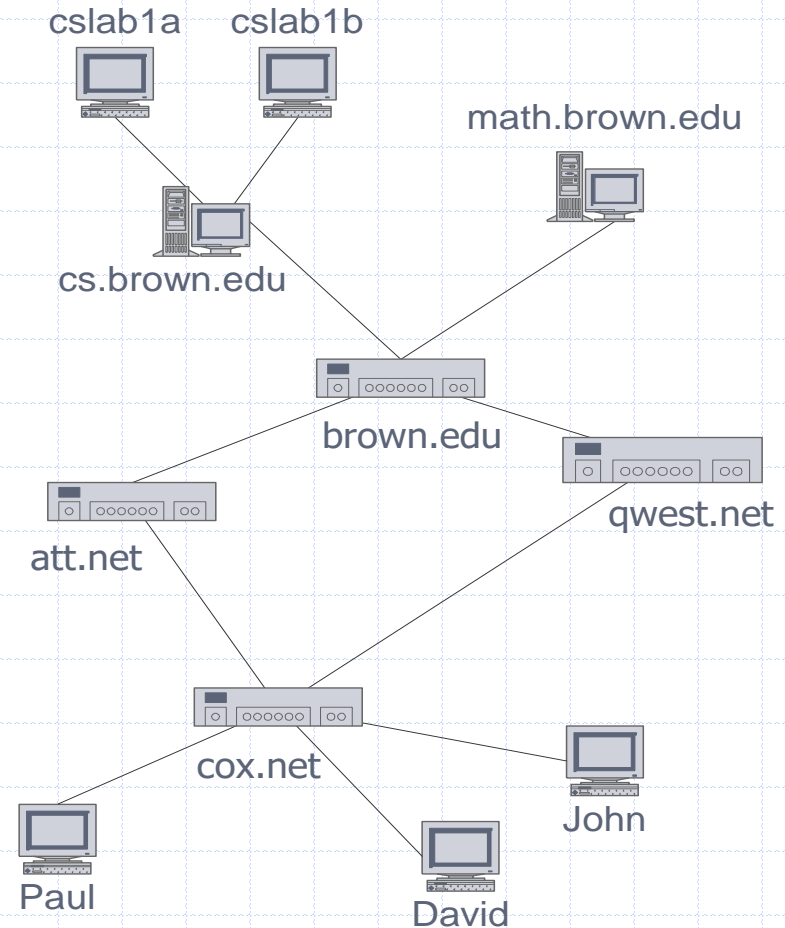 cslab1a
cslab1b
math.brown.edu
cs.brown.edu
brown.edu
qwest.net
att.net
cox.net
John
Paul
David